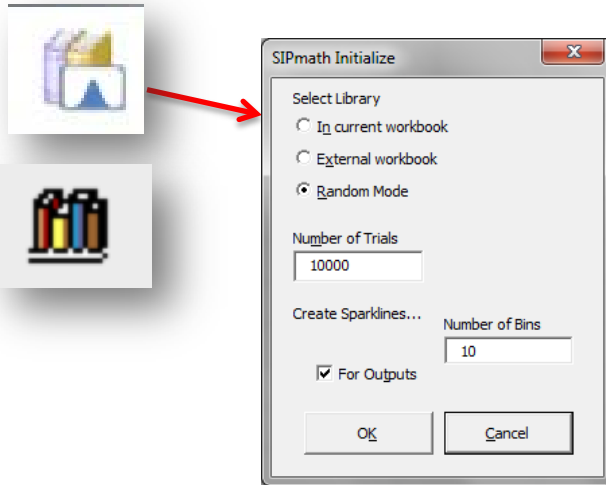 SIPmath Initialize
Select Library
In current workbook
External workbook
Random Mode
Number of Trials
10000
Create Sparklines...
Number of Bins
10
For Outputs
OK
Cancel